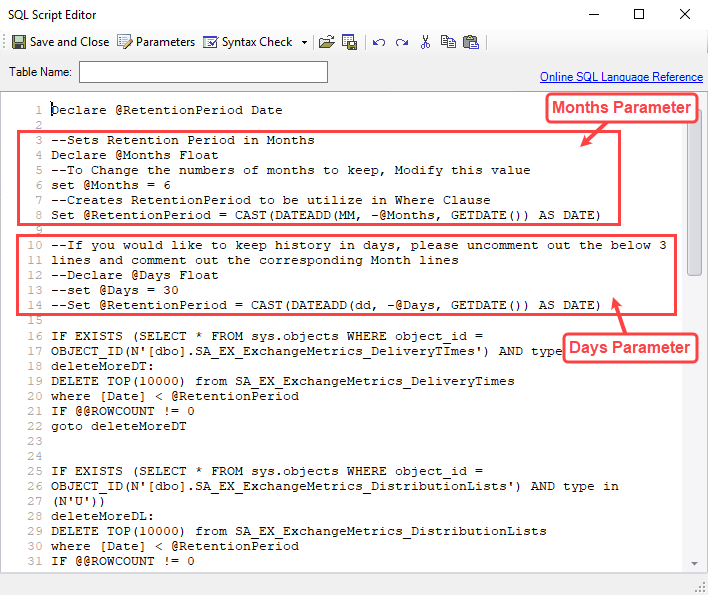 SQL Script Editor
Save and Close Parameters Syntax Check
Table Name:
Online SQL Language Reference
Months Parameter
1 Declare @RetentionPeriod Date
2
3 --Sets Retention Period in Months
4 Declare @Months Float
5 --To Change the numbers of months to keep, Modify this value
6 set @Months = 6
7 --Creates RetentionPeriod to be utilize in Where Clause
8 Set @RetentionPeriod = CAST(DATEADD(MM, -@Months, GETDATE()) AS DATE)
9
10 --If you would like to keep history in days, please uncomment out the below 3
11 lines and comment out the corresponding Month lines
12 --Declare @Days Float
13 --set @Days = 30
14 --Set @RetentionPeriod = CAST(DATEADD(dd, -@Days, GETDATE()) AS DATE)
15
16 IF EXISTS (SELECT * FROM sys.objects WHERE object_id =
17 OBJECT_ID(N'[dbo].SA_EX_ExchangeMetrics_DeliveryTImes') AND type
Days Parameter
18 deleteMoreDT:
19 DELETE TOP(10000) from SA_EX_ExchangeMetrics_DeliveryTimes
20 where [Date] < @RetentionPeriod
21 IF @@ROWCOUNT != 0
22 goto deleteMoreDT
23
24
25 IF EXISTS (SELECT * FROM sys.objects WHERE object_id =
26 OBJECT_ID(N'[dbo].SA_EX_ExchangeMetrics_DistributionLists') AND type in
27 (N'U'))
28 deleteMoreDL:
29 DELETE TOP(10000) from SA_EX_ExchangeMetrics_DistributionLists
30 where [Date] < @RetentionPeriod
31 IF @@ROWCOUNT != 0